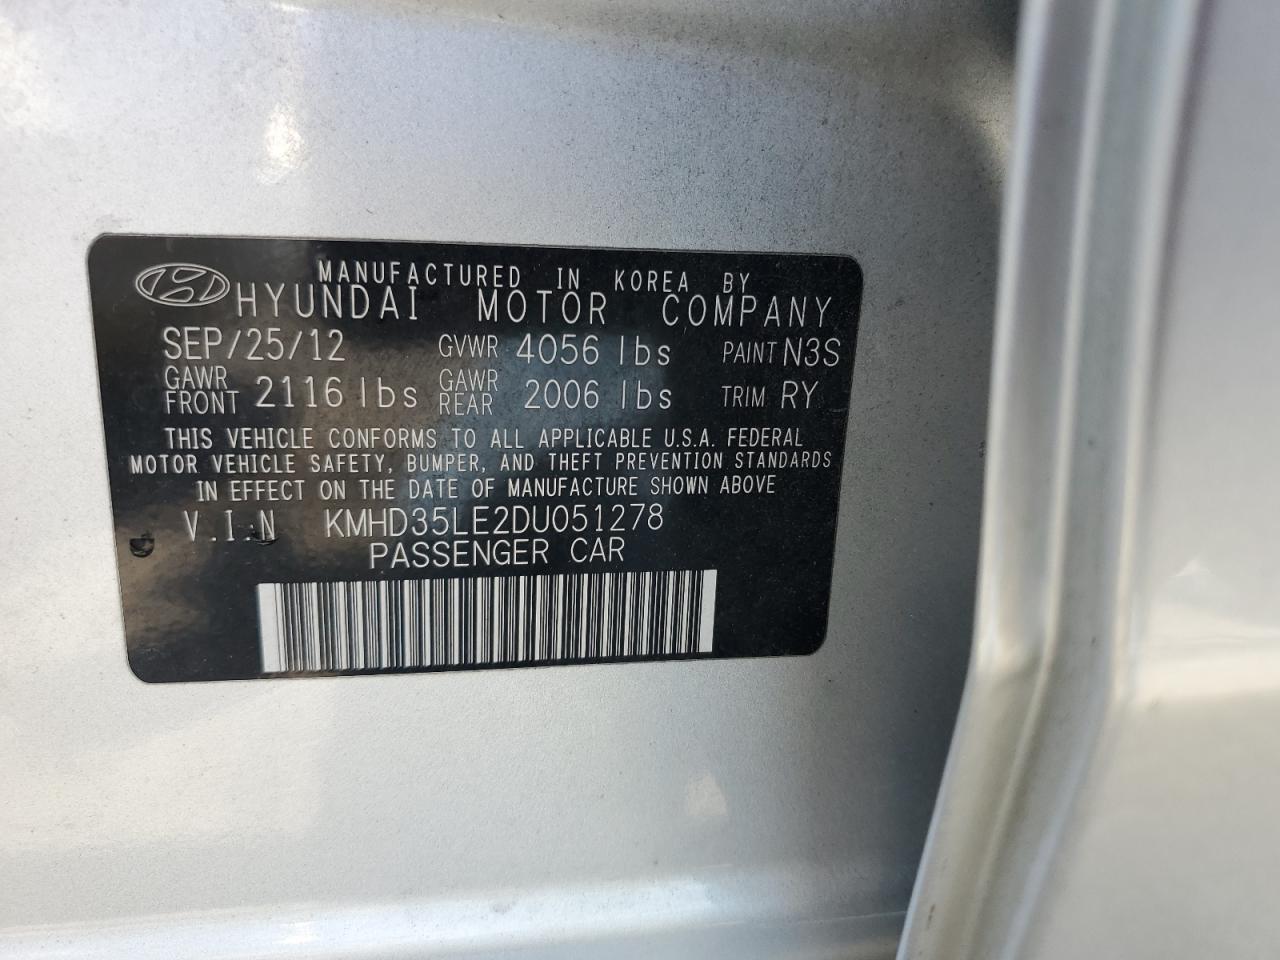 MANUFACTURED IN KOREA BY
HYUNDAI MOTOR COMPANY
SEP/25/12 GVWR 4056 lbs PAINT N3S
GAWR FRONT 2116 lbs GAWR REAR 2006 lbs TRIM RY
THIS VEHICLE CONFORMS TO ALL APPLICABLE U.S.A. FEDERAL
MOTOR VEHICLE SAFETY, BUMPER, AND THEFT PREVENTION STANDARDS
IN EFFECT ON THE DATE OF MANUFACTURE SHOWN ABOVE
V.I.N KMHD35LE2DU051278
PASSENGER CAR